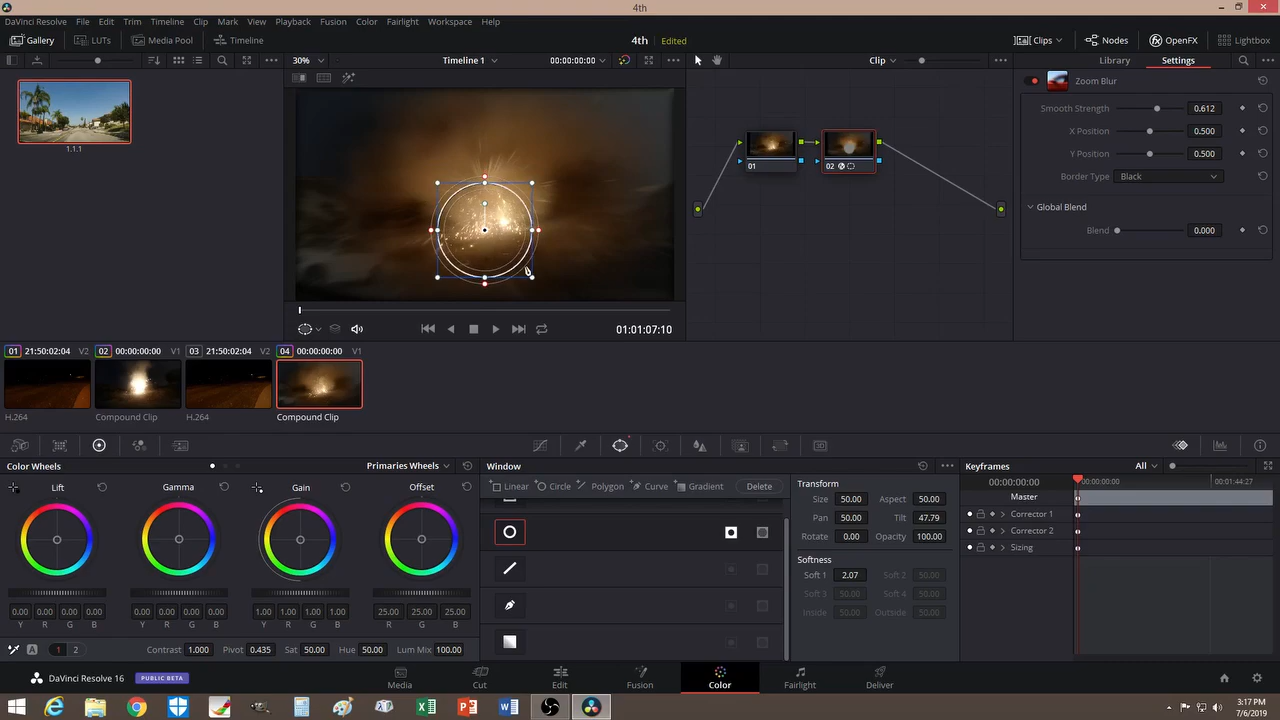 4th
DaVinci Resolve File Edit Trim Timeline Clip Mark View Playback Fusion Color Fairlight Workspace Help
Gallery LUTs Media Pool Timeline 4th Edited Clips Nodes OpenFX Lightbox
30% Timeline 1 00:00:00:00 Clip Library Settings
Zoom Blur
Smooth Strength 0.612
X Position 0.500
Y Position 0.500
Border Type Black
Global Blend
Blend 0.000
1.1.1
01
02
01:01:07:10
01 21:50:02:04 V2 02 00:00:00:00 V1 03 21:50:02:04 V2 04 00:00:00:00 V1
H.264 Compound Clip H.264 Compound Clip
Color Wheels Primaries Wheels
Lift Gamma Gain Offset
0.00 0.00 0.00 0.00 0.00 0.00 0.00 0.00 1.00 1.00 1.00 1.00 25.00 25.00 25.00
Y R G B Y R G B Y R G B R G B
A 1 2 Contrast 1.000 Pivot 0.435 Sat 50.00 Hue 50.00 Lum Mix 100.00
Window
Linear Circle Polygon Curve Gradient Delete
Transform
Size 50.00 Aspect 50.00
Pan 50.00 Tilt 47.79
Rotate 0.00 Opacity 100.00
Softness
Soft 1 2.07 Soft 2 50.00
Soft 3 50.00 Soft 4 50.00
Inside 50.00 Outside 50.00
Keyframes All
00:00:00:00 00:00:00:00 00:01:44:27
Master
Corrector 1
Corrector 2
Sizing
DaVinci Resolve 16 PUBLIC BETA Media Cut Edit Fusion Color Fairlight Deliver
3:17 PM
7/6/2019